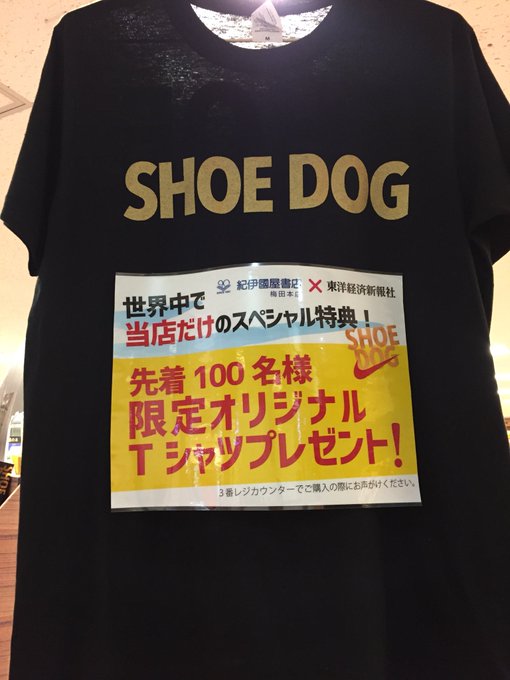 M
SHOE DOG
紀伊國屋書店 × 東洋経済新報社
梅田本店
世界中で
当店だけのスペシャル特典！
SHOE
DOG
先着100名様
限定オリジナル
Tシャツプレゼント！
3番レジカウンターでご購入の際にお声がけください。